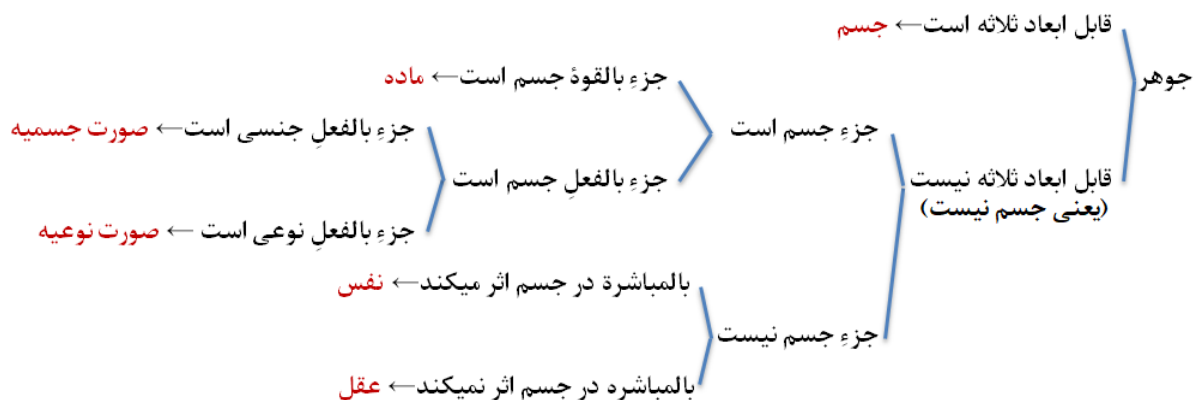 قابل ابعاد ثلاثه است← جسم
جوهر
جزءِ بالقوۀ جسم است← ماده
جزءِ جسم است
جزءِ بالفعلِ جنسی است← صورت جسمیه
قابل ابعاد ثلاثه نیست
(یعنی جسم نیست)
جزءِ بالفعلِ جسم است
جزءِ بالفعلِ نوعی است ← صورت نوعیه
بالمباشرة در جسم اثر میکند← نفس
جزءِ جسم نیست
بالمباشره در جسم اثر نمیکند← عقل